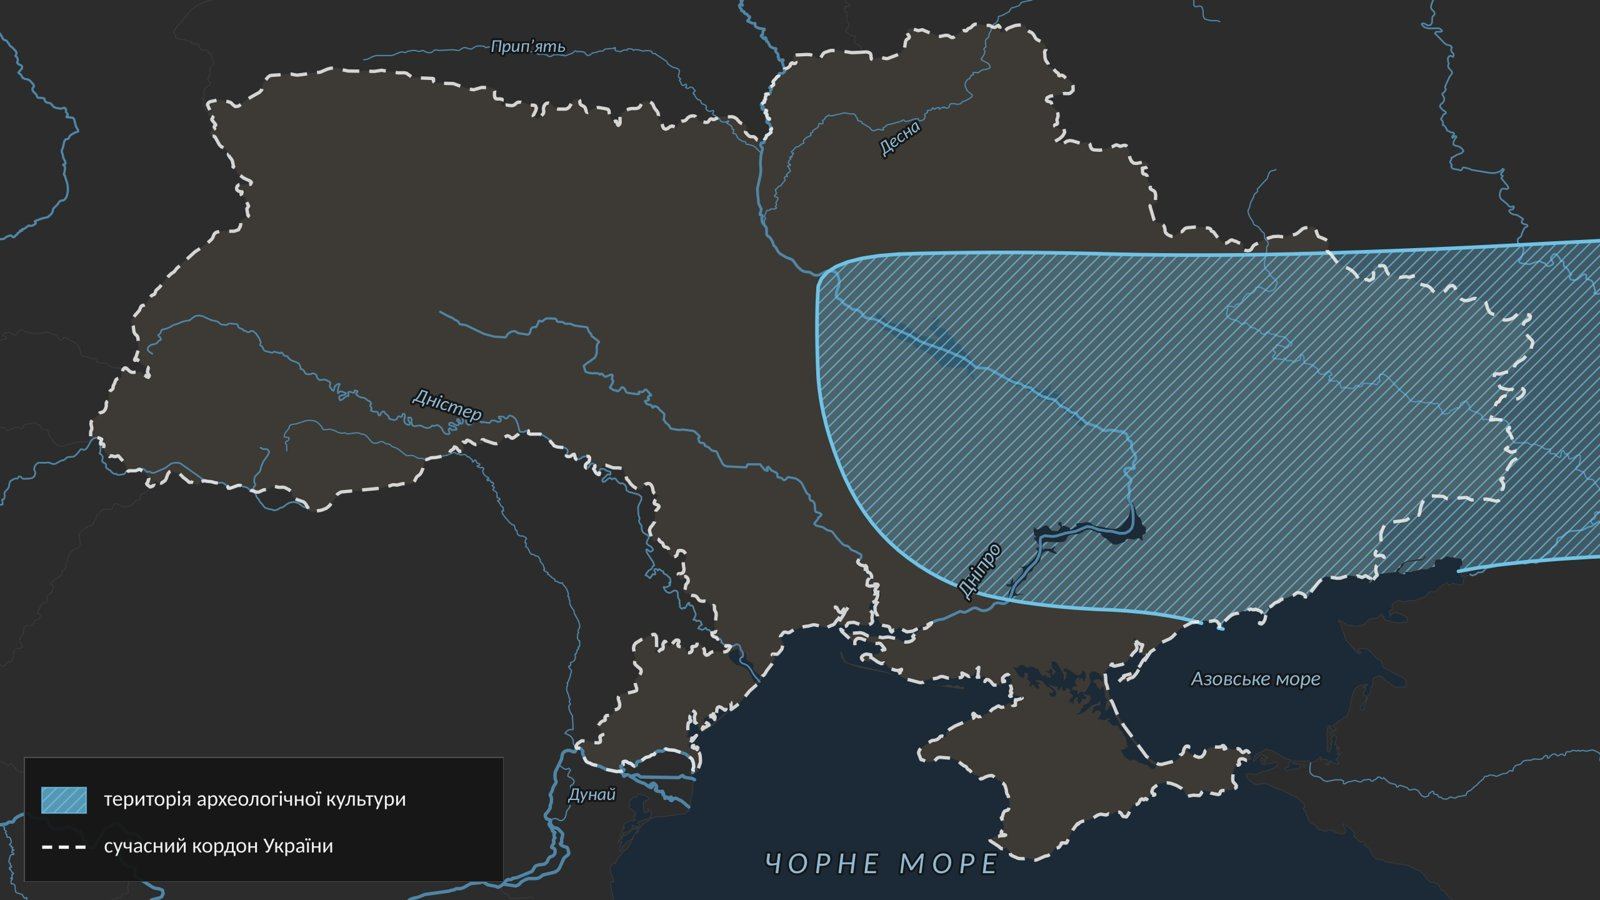 Прип'ять
Десна
Дністер
Дніпро
Азовське море
Дунай
ЧОРНЕ МОРЕ
територія археологічної культури
сучасний кордон України